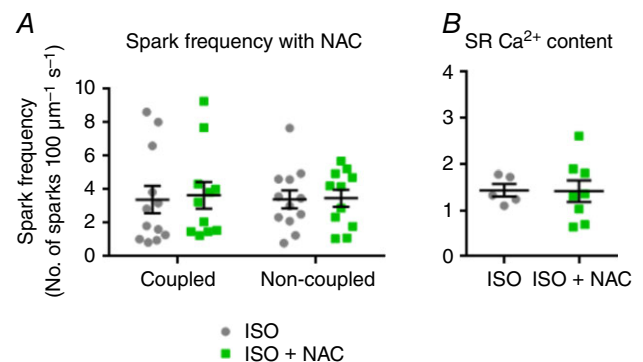 A
Spark frequency with NAC
Spark frequency
(No. of sparks 100 µm⁻¹ s⁻¹)
10
8
6
4
2
0
Coupled
Non-coupled
B
SR Ca²⁺ content
4
3
2
1
0
ISO
ISO + NAC
ISO
ISO + NAC